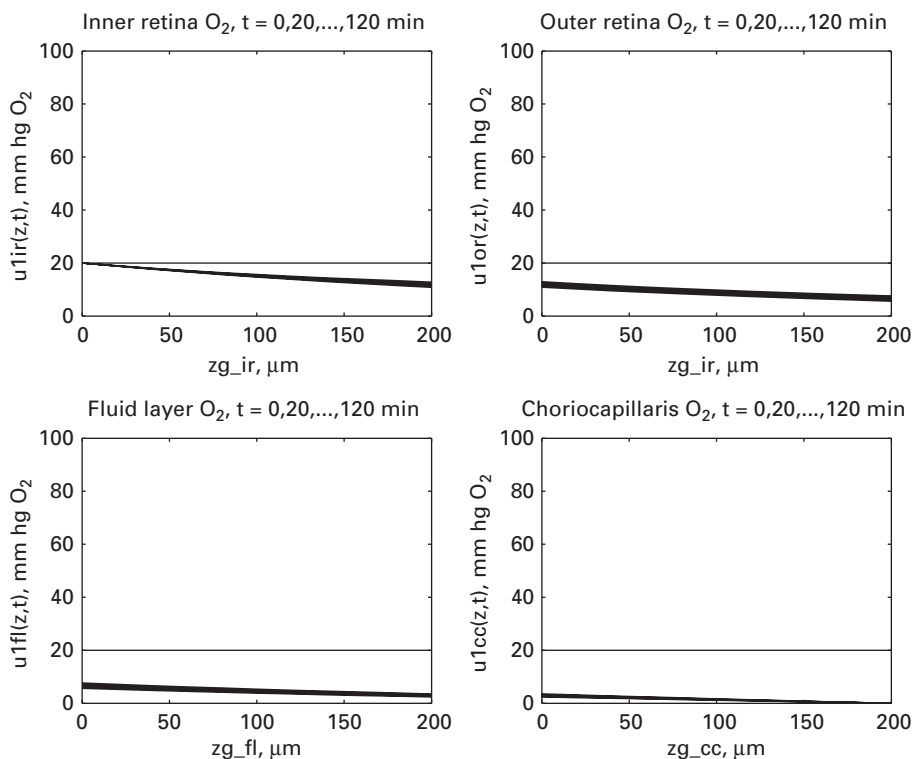 Inner retina O₂, t = 0,20,...,120 min
100
80
60
40
20
0
u1ir(z,t), mm hg O₂
0 50 100 150 200
zg_ir, μm
Outer retina O₂, t = 0,20,...,120 min
100
80
60
40
20
0
u1or(z,t), mm hg O₂
0 50 100 150 200
zg_ir, μm
Fluid layer O₂, t = 0,20,...,120 min
100
80
60
40
20
0
u1fl(z,t), mm hg O₂
0 50 100 150 200
zg_fl, μm
Choriocapillaris O₂, t = 0,20,...,120 min
100
80
60
40
20
0
u1cc(z,t), mm hg O₂
0 50 100 150 200
zg_cc, μm